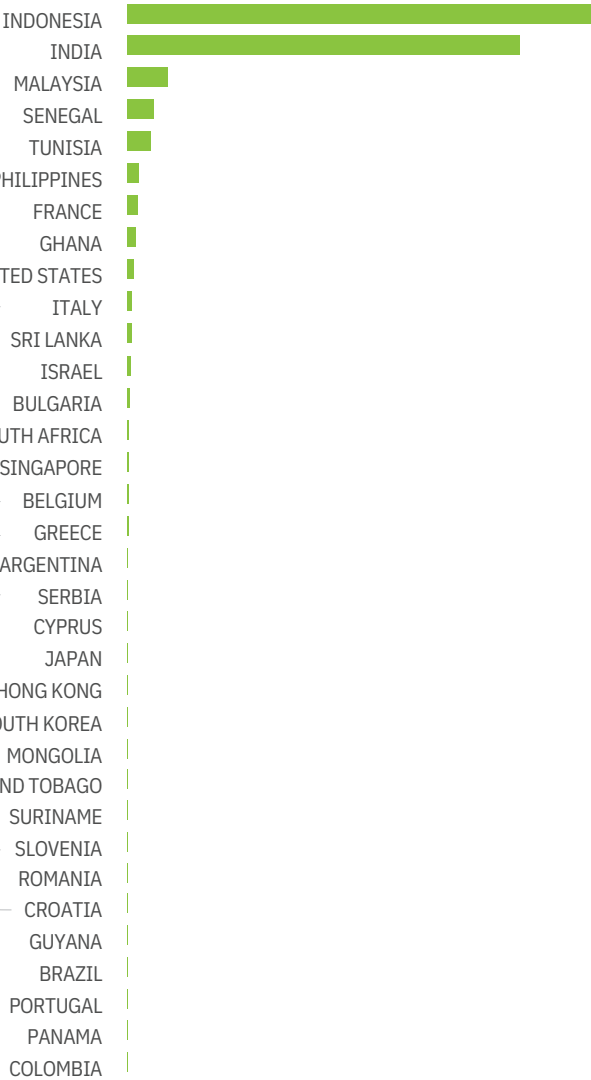 INDONESIA
INDIA
MALAYSIA
SENEGAL
TUNISIA
PHILIPPINES
FRANCE
GHANA
TED STATES
ITALY
SRI LANKA
ISRAEL
BULGARIA
UTH AFRICA
SINGAPORE
BELGIUM
GREECE
ARGENTINA
SERBIA
CYPRUS
JAPAN
HONG KONG
OUTH KOREA
MONGOLIA
ND TOBAGO
SURINAME
SLOVENIA
ROMANIA
CROATIA
GUYANA
BRAZIL
PORTUGAL
PANAMA
COLOMBIA